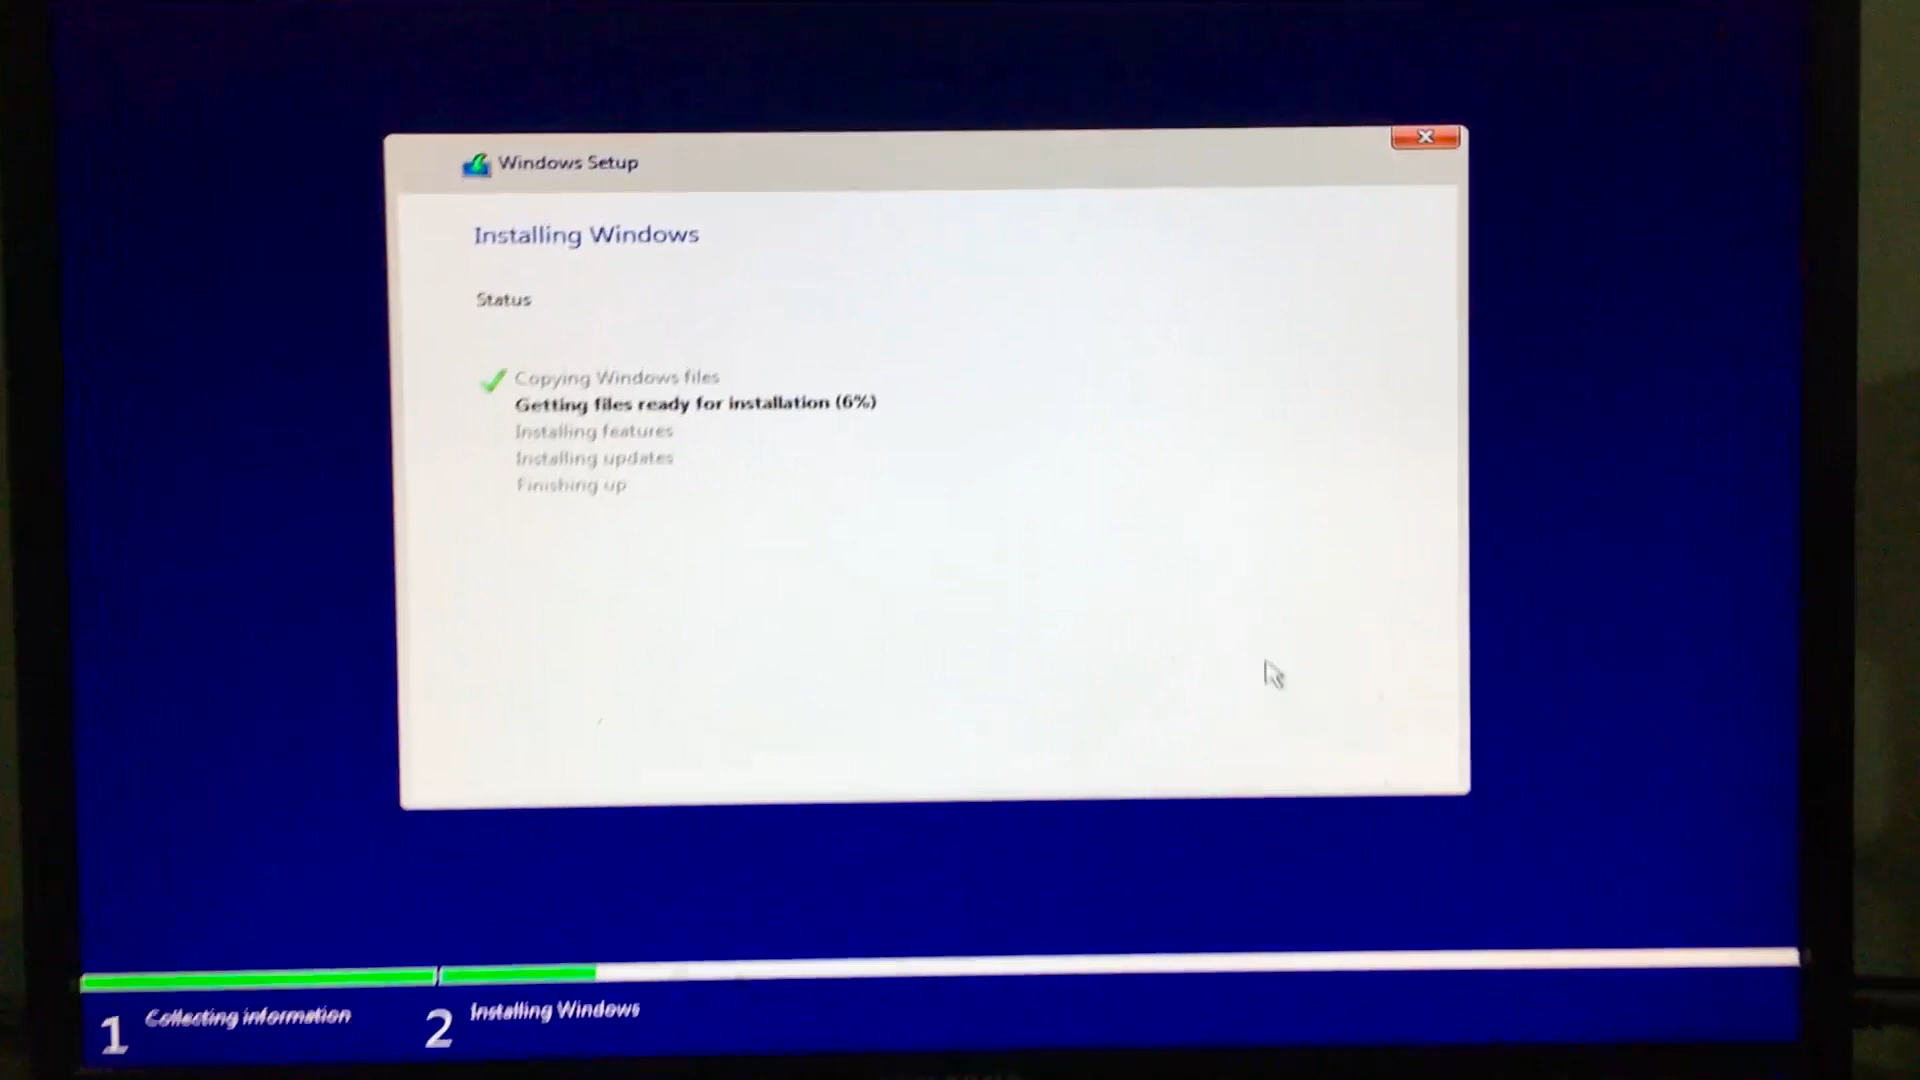 Windows Setup
Installing Windows
Status
Copying Windows files
Getting files ready for installation (6%)
Installing features
Installing updates
Finishing up
1 Collecting information
2 Installing Windows